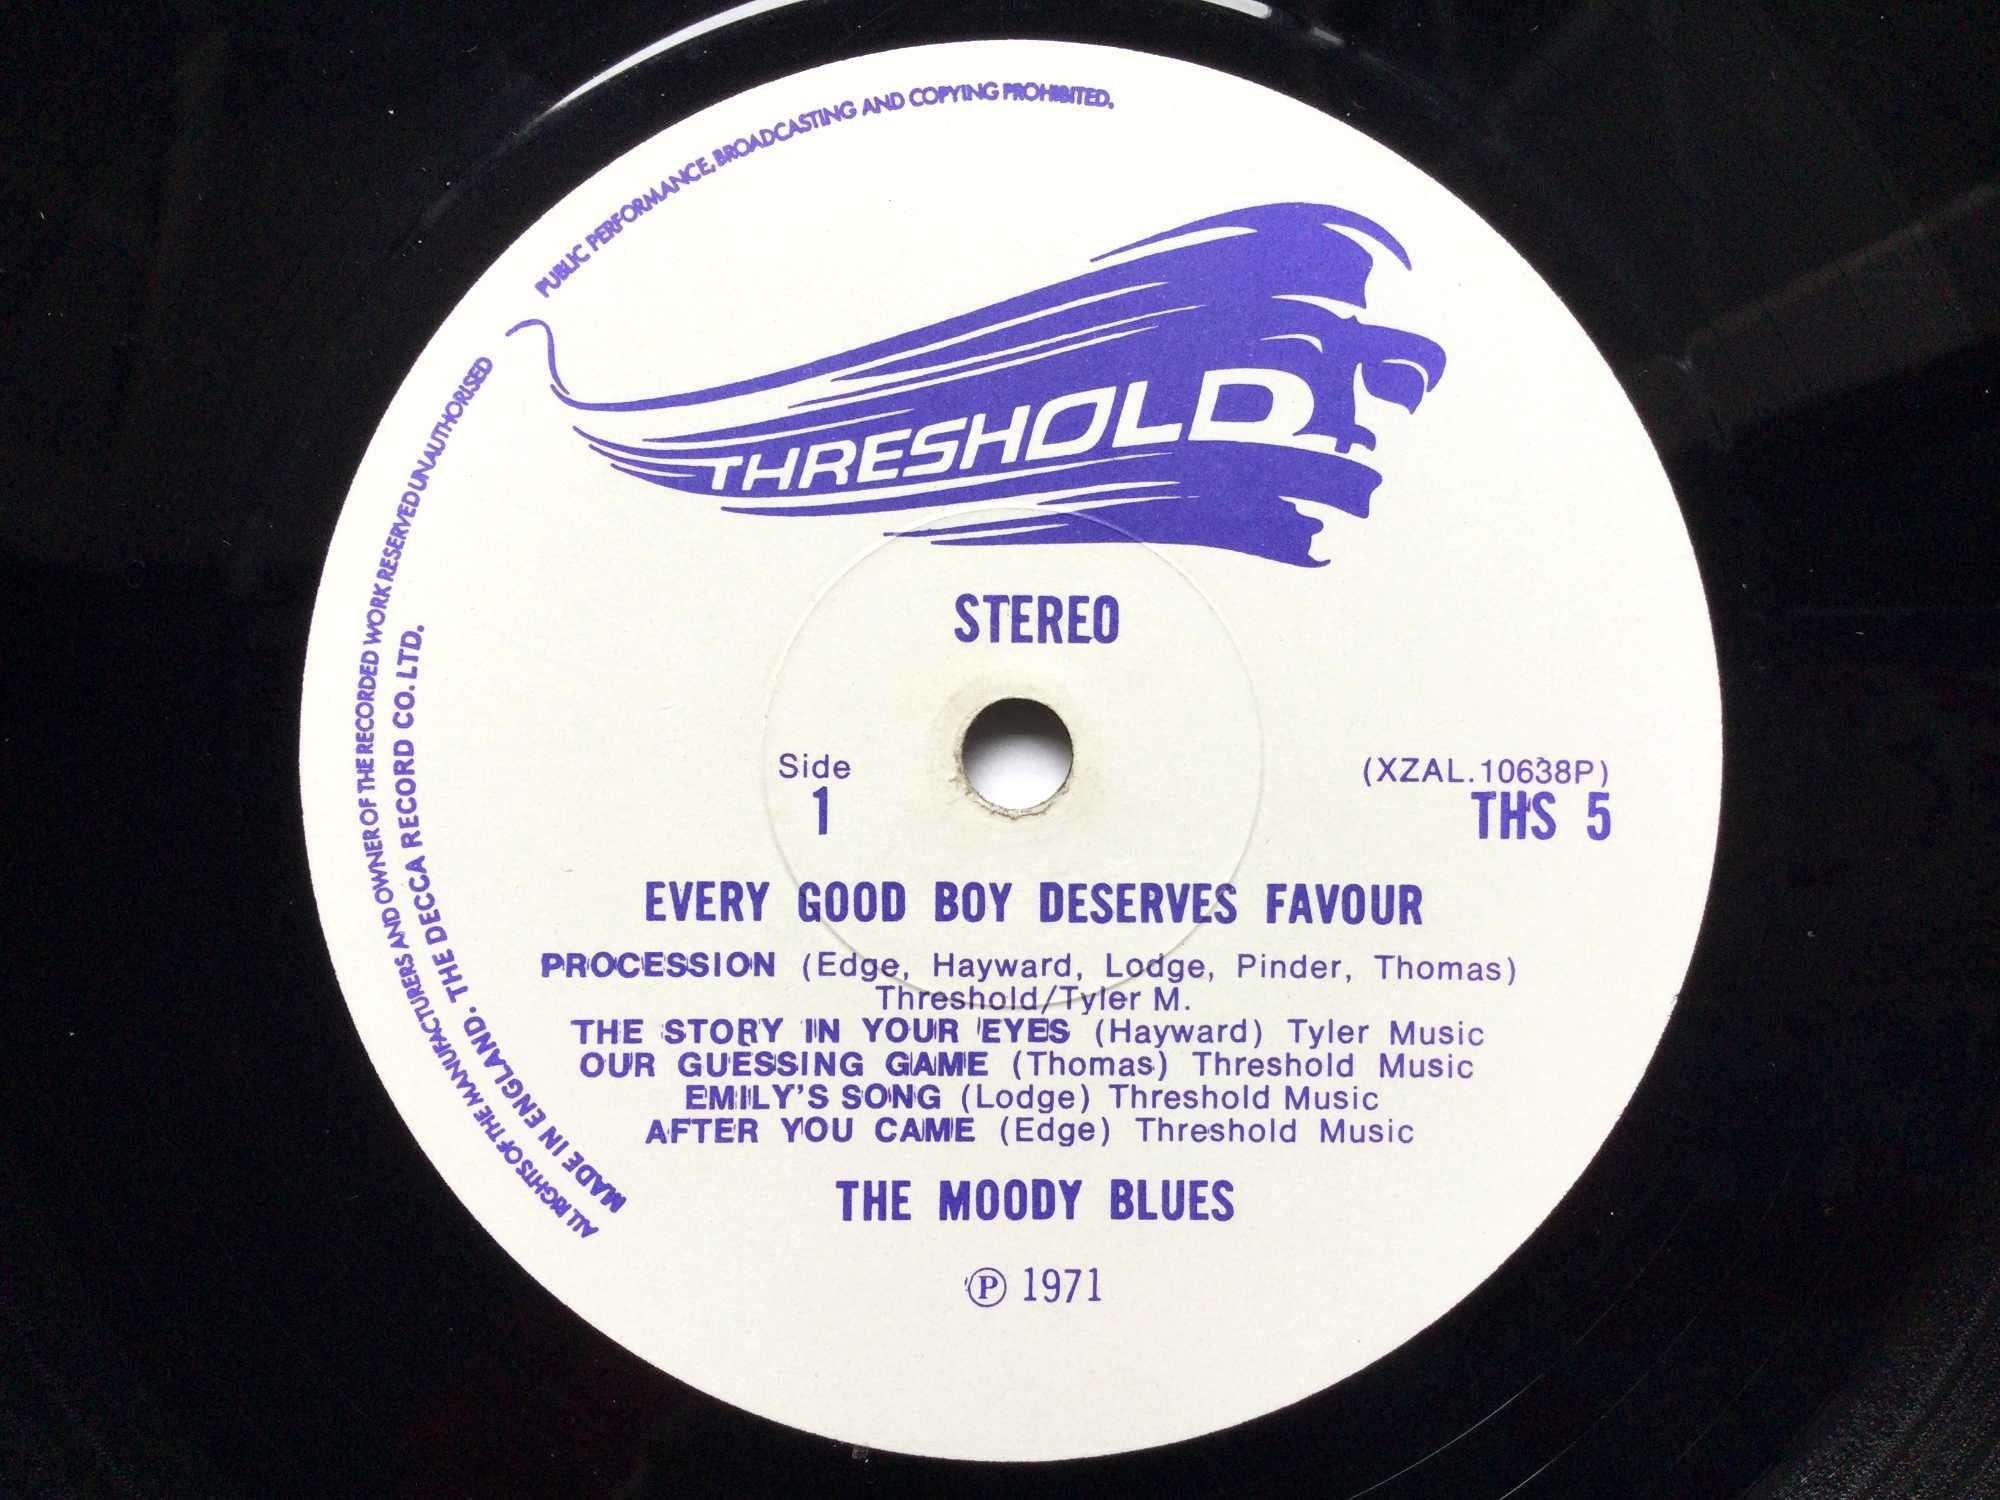 PUBLIC PERFORMANCE, BROADCASTING AND COPYING PROHIBITED.
ALL RIGHTS OF THE MANUFACTURERS AND OWNER OF THE RECORDED WORK RESERVED UNAUTHORISED
MADE IN ENGLAND. THE DECCA RECORD CO. LTD.
THRESHOLD
STEREO
Side
1
(XZAL.10638P)
THS 5
EVERY GOOD BOY DESERVES FAVOUR
PROCESSION (Edge, Hayward, Lodge, Pinder, Thomas)
Threshold/Tyler M.
THE STORY IN YOUR EYES (Hayward) Tyler Music
OUR GUESSING GAME (Thomas) Threshold Music
EMILY'S SONG (Lodge) Threshold Music
AFTER YOU CAME (Edge) Threshold Music
THE MOODY BLUES
℗ 1971